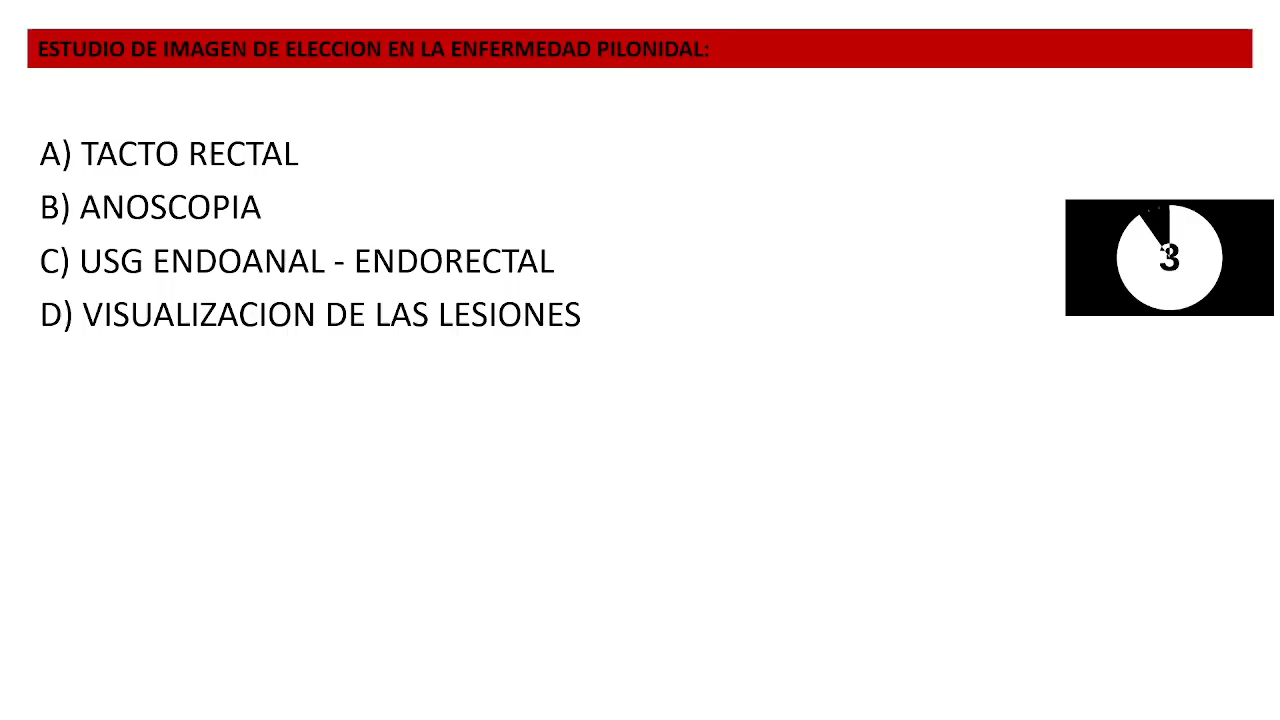 ESTUDIO DE IMAGEN DE ELECCION EN LA ENFERMEDAD PILONIDAL:
A) TACTO RECTAL
B) ANOSCOPIA
C) USG ENDOANAL - ENDORECTAL
D) VISUALIZACION DE LAS LESIONES
3